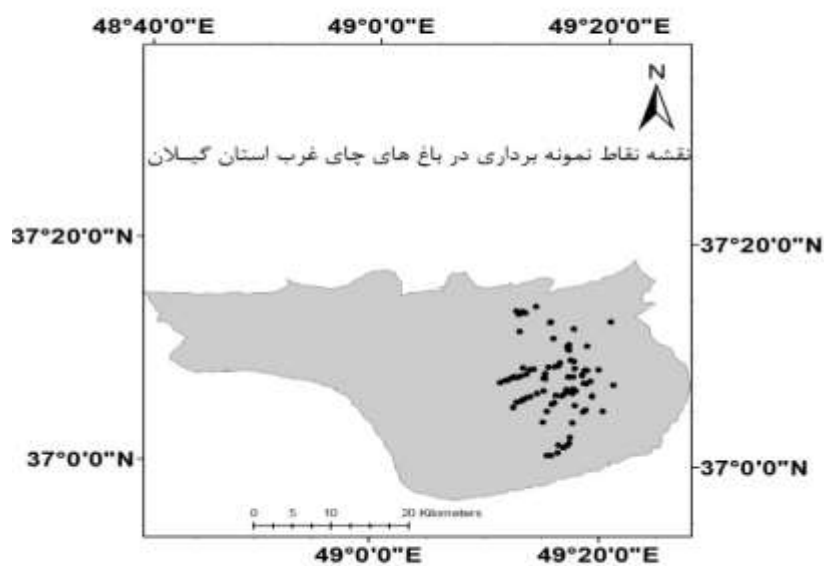 48°40'0"E 49°0'0"E 49°20'0"E
N
نقشه نقاط نمونه برداری در باغ های چای غرب استان گیـلان
37°20'0"N 37°20'0"N
37°0'0"N 37°0'0"N
0 5 10 20 Kilometers
49°0'0"E 49°20'0"E